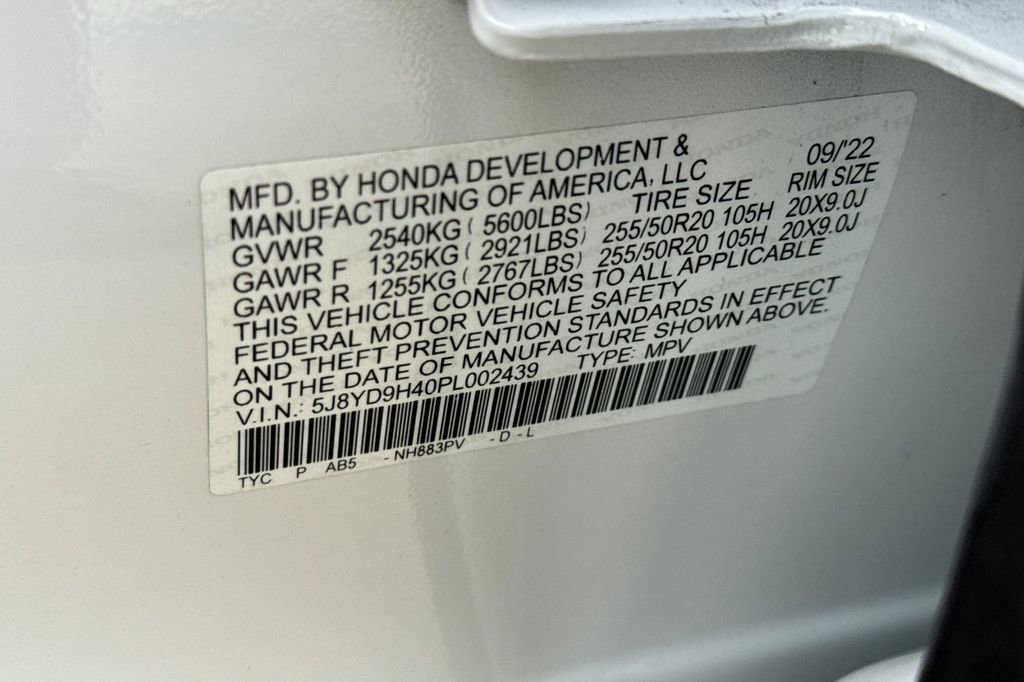 MFD. BY HONDA DEVELOPMENT & 09/'22
MANUFACTURING OF AMERICA, LLC
GVWR 2540KG ( 5600LBS) TIRE SIZE RIM SIZE
GAWR F 1325KG ( 2921LBS) 255/50R20 105H 20X9.0J
GAWR R 1255KG ( 2767LBS) 255/50R20 105H 20X9.0J
THIS VEHICLE CONFORMS TO ALL APPLICABLE
FEDERAL MOTOR VEHICLE SAFETY
AND THEFT PREVENTION STANDARDS IN EFFECT
ON THE DATE OF MANUFACTURE SHOWN ABOVE.
V.I.N.: 5J8YD9H40PL002439 TYPE: MPV
TYC P AB5 -NH883PV -D-L